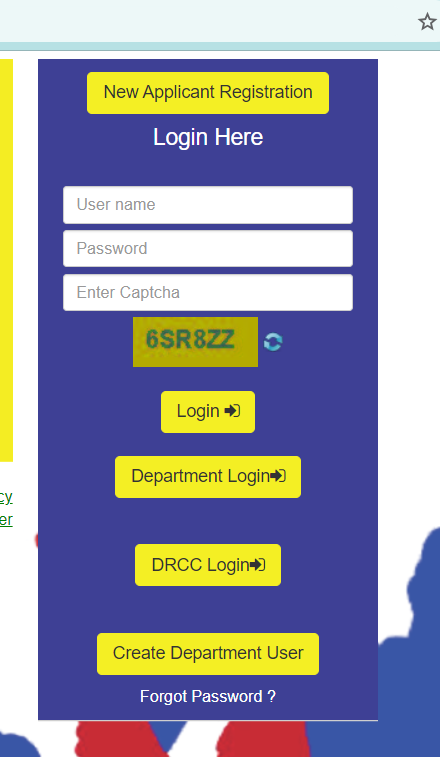 New Applicant Registration
Login Here
User name
Password
Enter Captcha
6SR8ZZ
Login
Department Login
cy
er
DRCC Login
Create Department User
Forgot Password ?